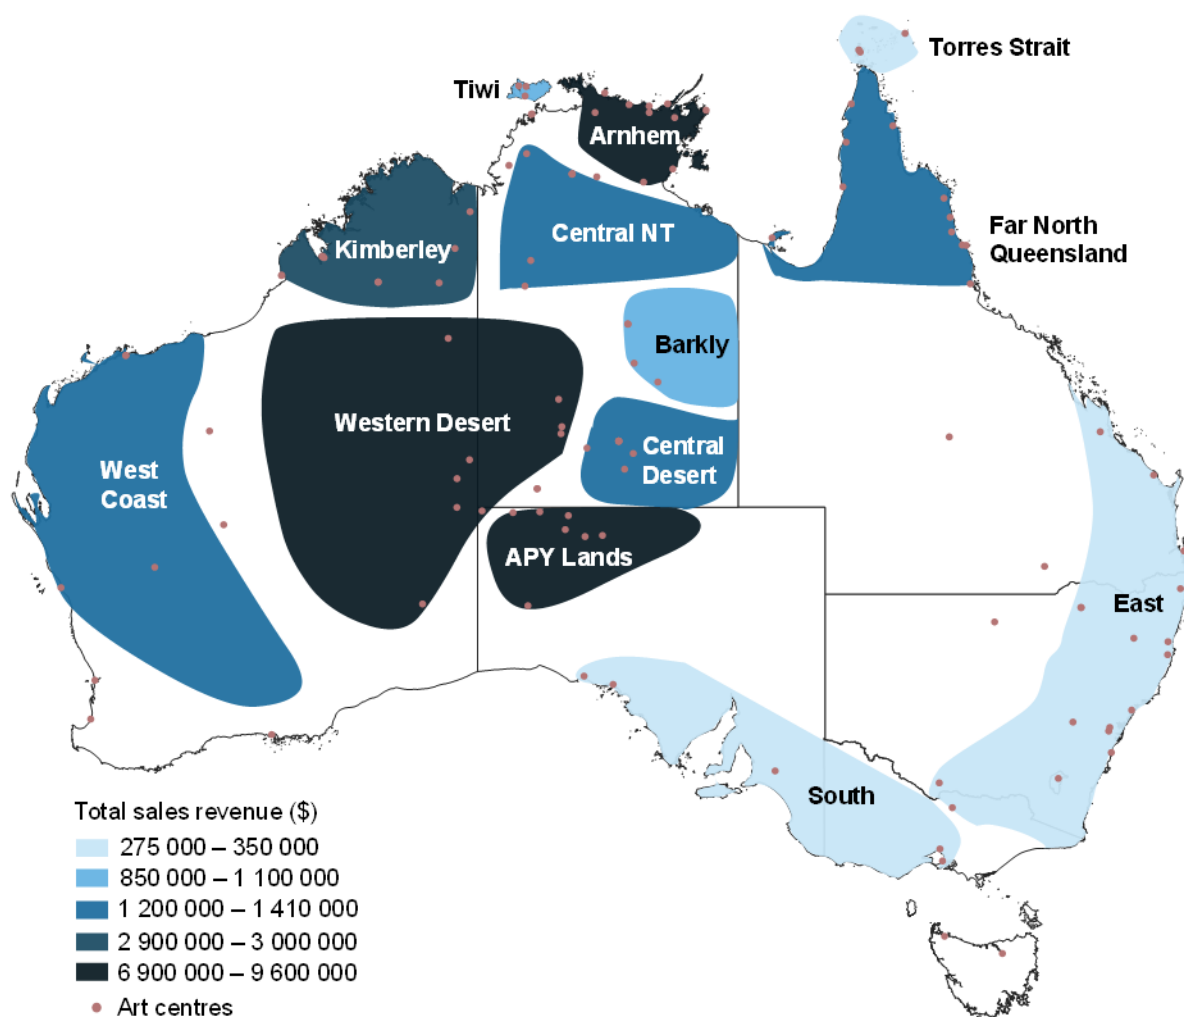 Torres Strait
Tiwi
Arnhem
Far North
Queensland
Central NT
Kimberley
Barkly
Western Desert
Central
Desert
West
Coast
APY Lands
East
South
Total sales revenue ($)
275 000 – 350 000
850 000 – 1 100 000
1 200 000 – 1 410 000
2 900 000 – 3 000 000
6 900 000 – 9 600 000
Art centres